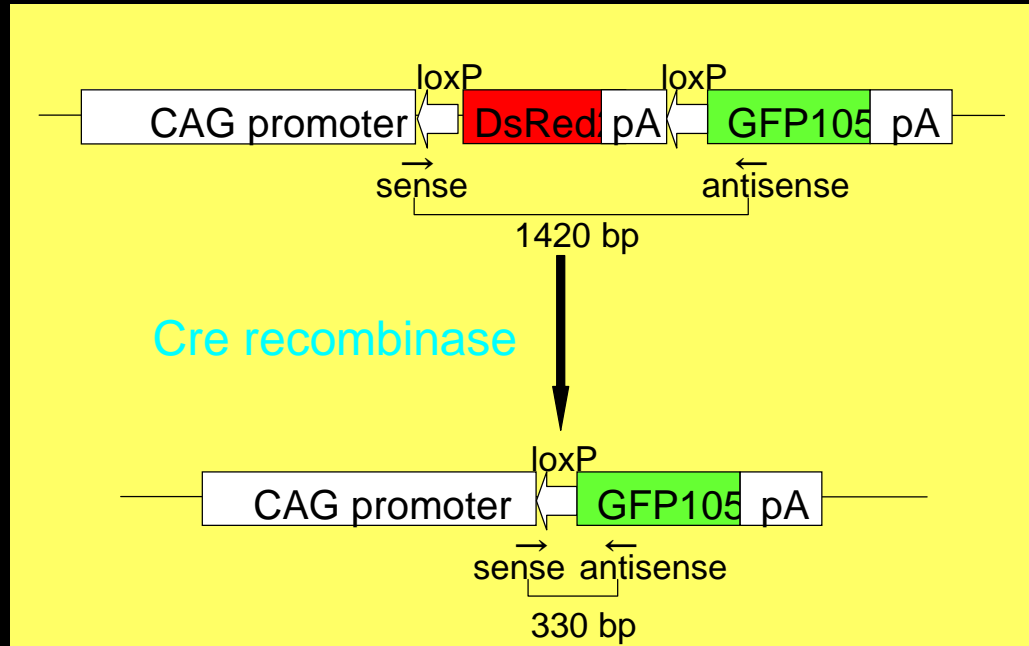 loxP loxP
CAG promoter DsRed2 pA GFP105 pA
sense antisense
1420 bp
Cre recombinase
loxP
CAG promoter GFP105 pA
sense antisense
330 bp